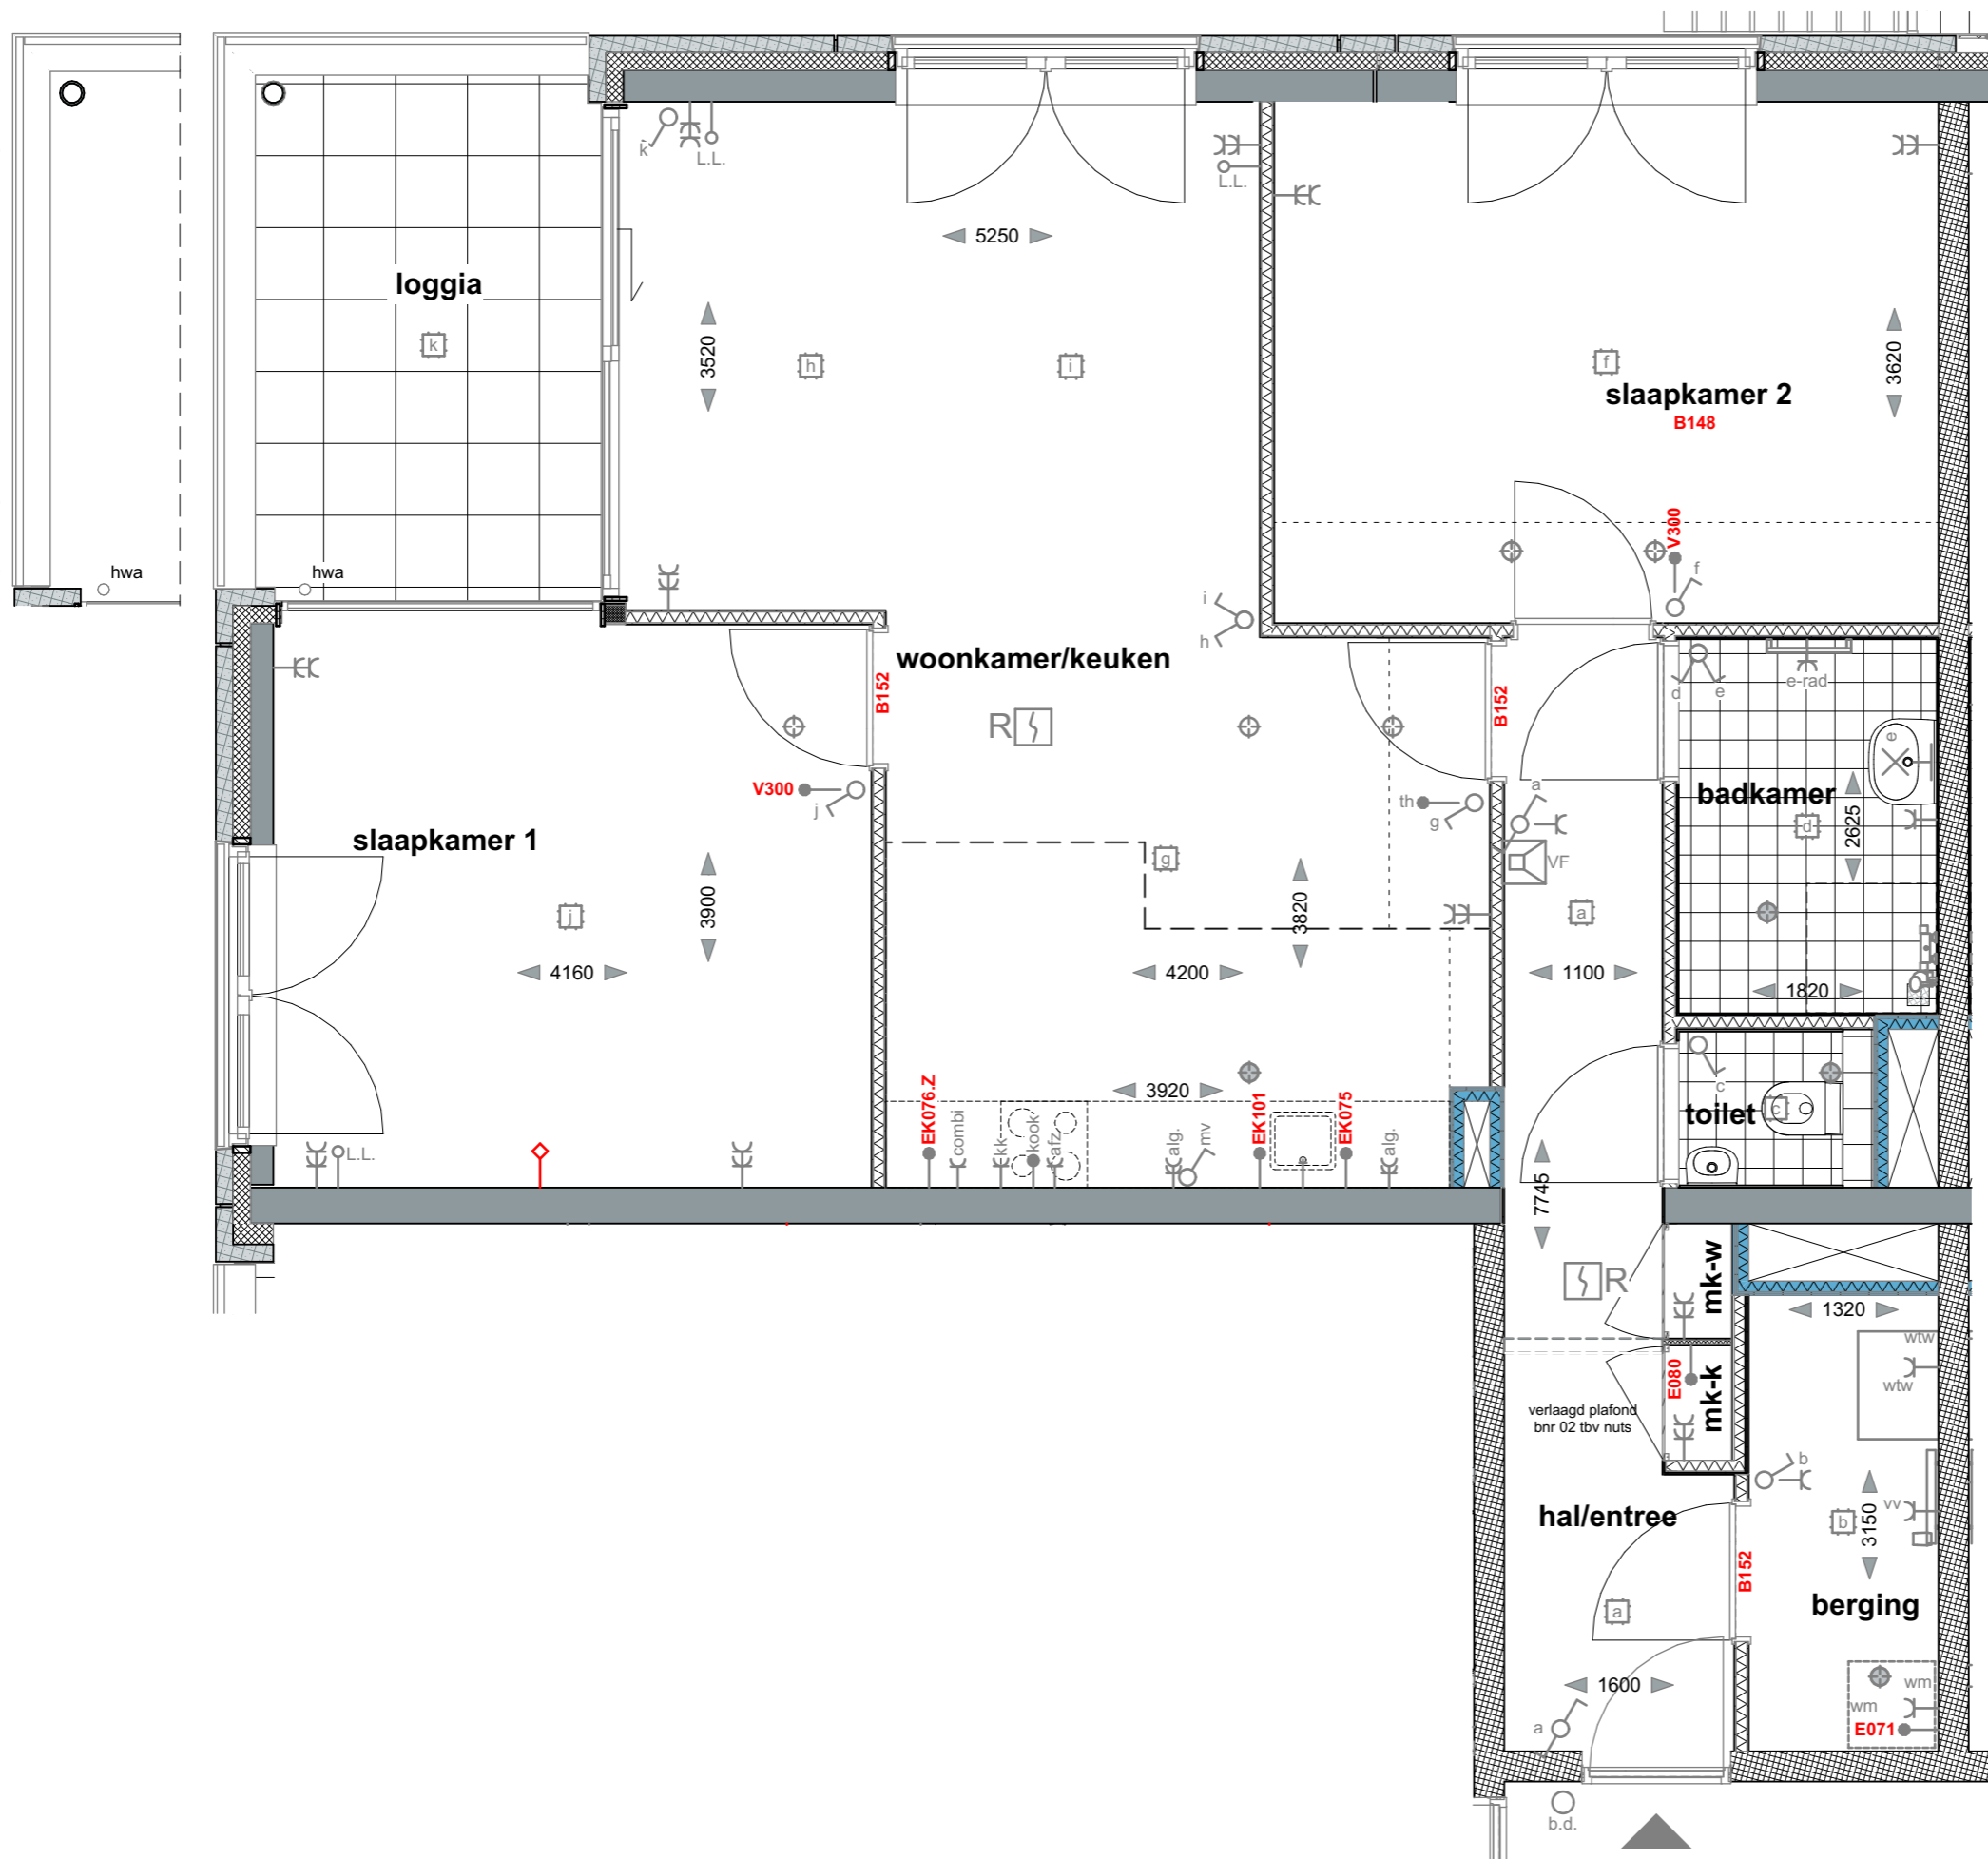 k
L.L.
L.L.
5250
loggia
k
3520
h
i
f
3620
slaapkamer 2
B148
V300
f
hwa
hwa
i
h
woonkamer/keuken
B152
R
B152
d
e
e-rad
e
V300
j
th
g
a
VF
badkamer
d
2625
slaapkamer 1
g
3900
j
3820
a
4160
4200
1100
1820
3920
c
toilet
c
L.L.
EK076.Z
combi
kk
kook
afz
alg.
mv
EK101
EK075
alg.
7745
R
mk-w
1320
wtw
wtw
E080
mk-k
verlaagd plafond
bnr 02 tbv nuts
b
vv
hal/entree
b
3150
B152
a
berging
1600
wm
wm
E071
a
b.d.